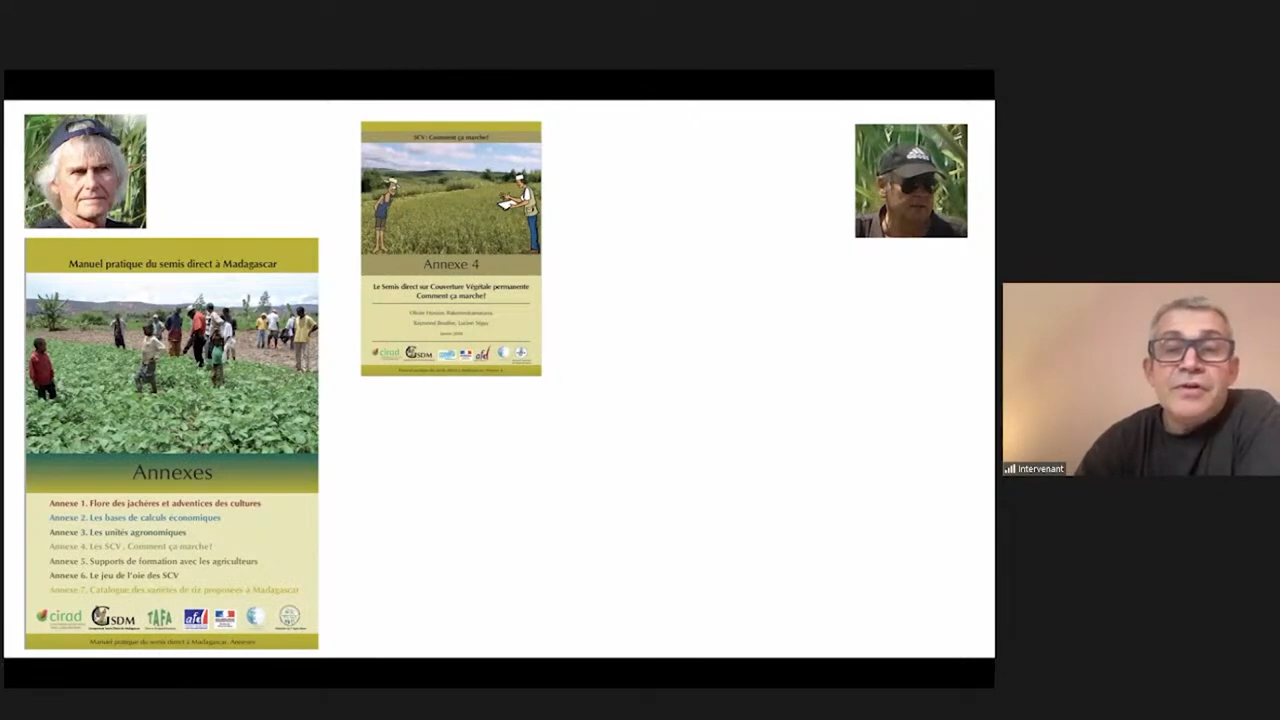 Manuel pratique du semis direct à Madagascar
Annexes
Annexe 1. Flore des jachères et adventices des cultures
Annexe 2. Les bases de calculs économiques
Annexe 3. Les unités agronomiques
Annexe 4. Les SCV : Comment ça marche?
Annexe 5. Supports de formation avec les agriculteurs
Annexe 6. Le jeu de l'oie des SCV
Annexe 7. Catalogue des variétés de riz proposées à Madagascar
cirad
GSDM
TAFA
afd
Manuel pratique du semis direct à Madagascar. Annexes
SCV: Comment ça marche?
Annexe 4
Le Semis direct sur Couverture Végétale permanente
Comment ça marche?
cirad
GSDM
afd
adidas
Intervenant